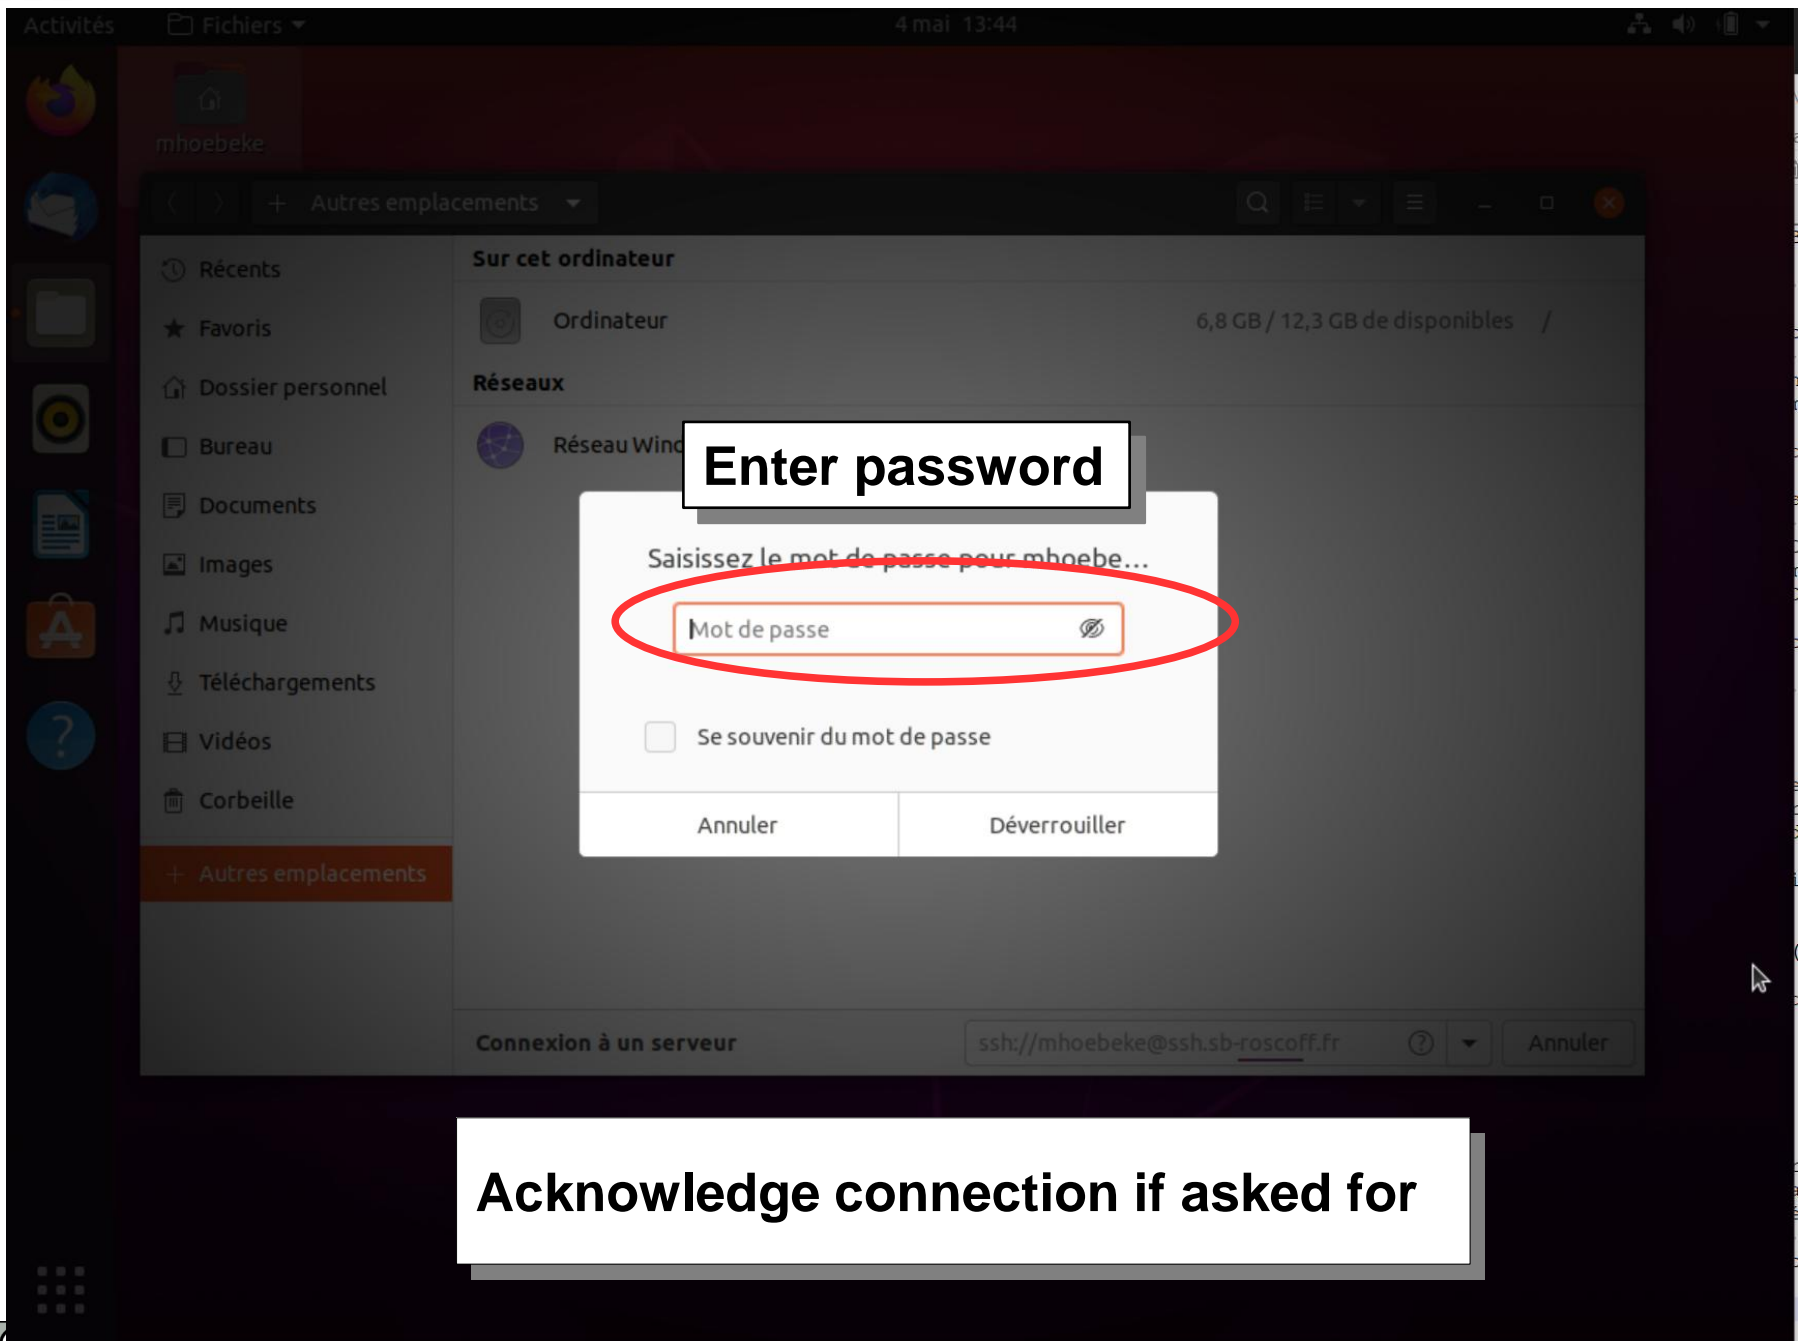 Activités
Fichiers
4 mai 13:44
mhoebeke
+ Autres emplacements
Récents
Favoris
Dossier personnel
Bureau
Documents
Images
Musique
Téléchargements
Vidéos
Corbeille
+ Autres emplacements
Sur cet ordinateur
Ordinateur
6,8 GB / 12,3 GB de disponibles /
Réseaux
Réseau Wind
Enter password
Saisissez le mot de passe pour mhoebe…
Mot de passe
Se souvenir du mot de passe
Annuler
Déverrouiller
Connexion à un serveur
ssh://mhoebeke@ssh.sb-roscoff.fr
Annuler
Acknowledge connection if asked for